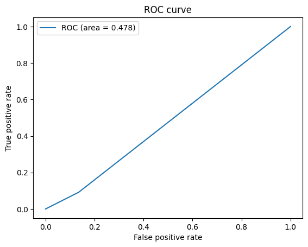 ROC curve
ROC (area = 0.478)
True positive rate
1.0
0.8
0.6
0.4
0.2
0.0
0.0 0.2 0.4 0.6 0.8 1.0
False positive rate